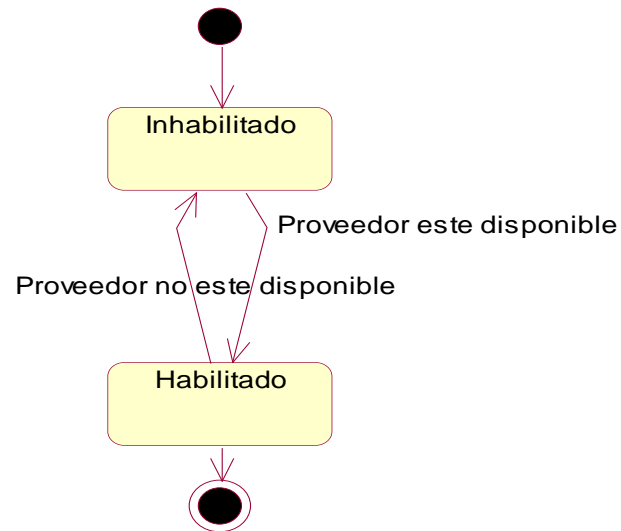 Inhabilitado
Proveedor este disponible
Proveedor no este disponible
Habilitado